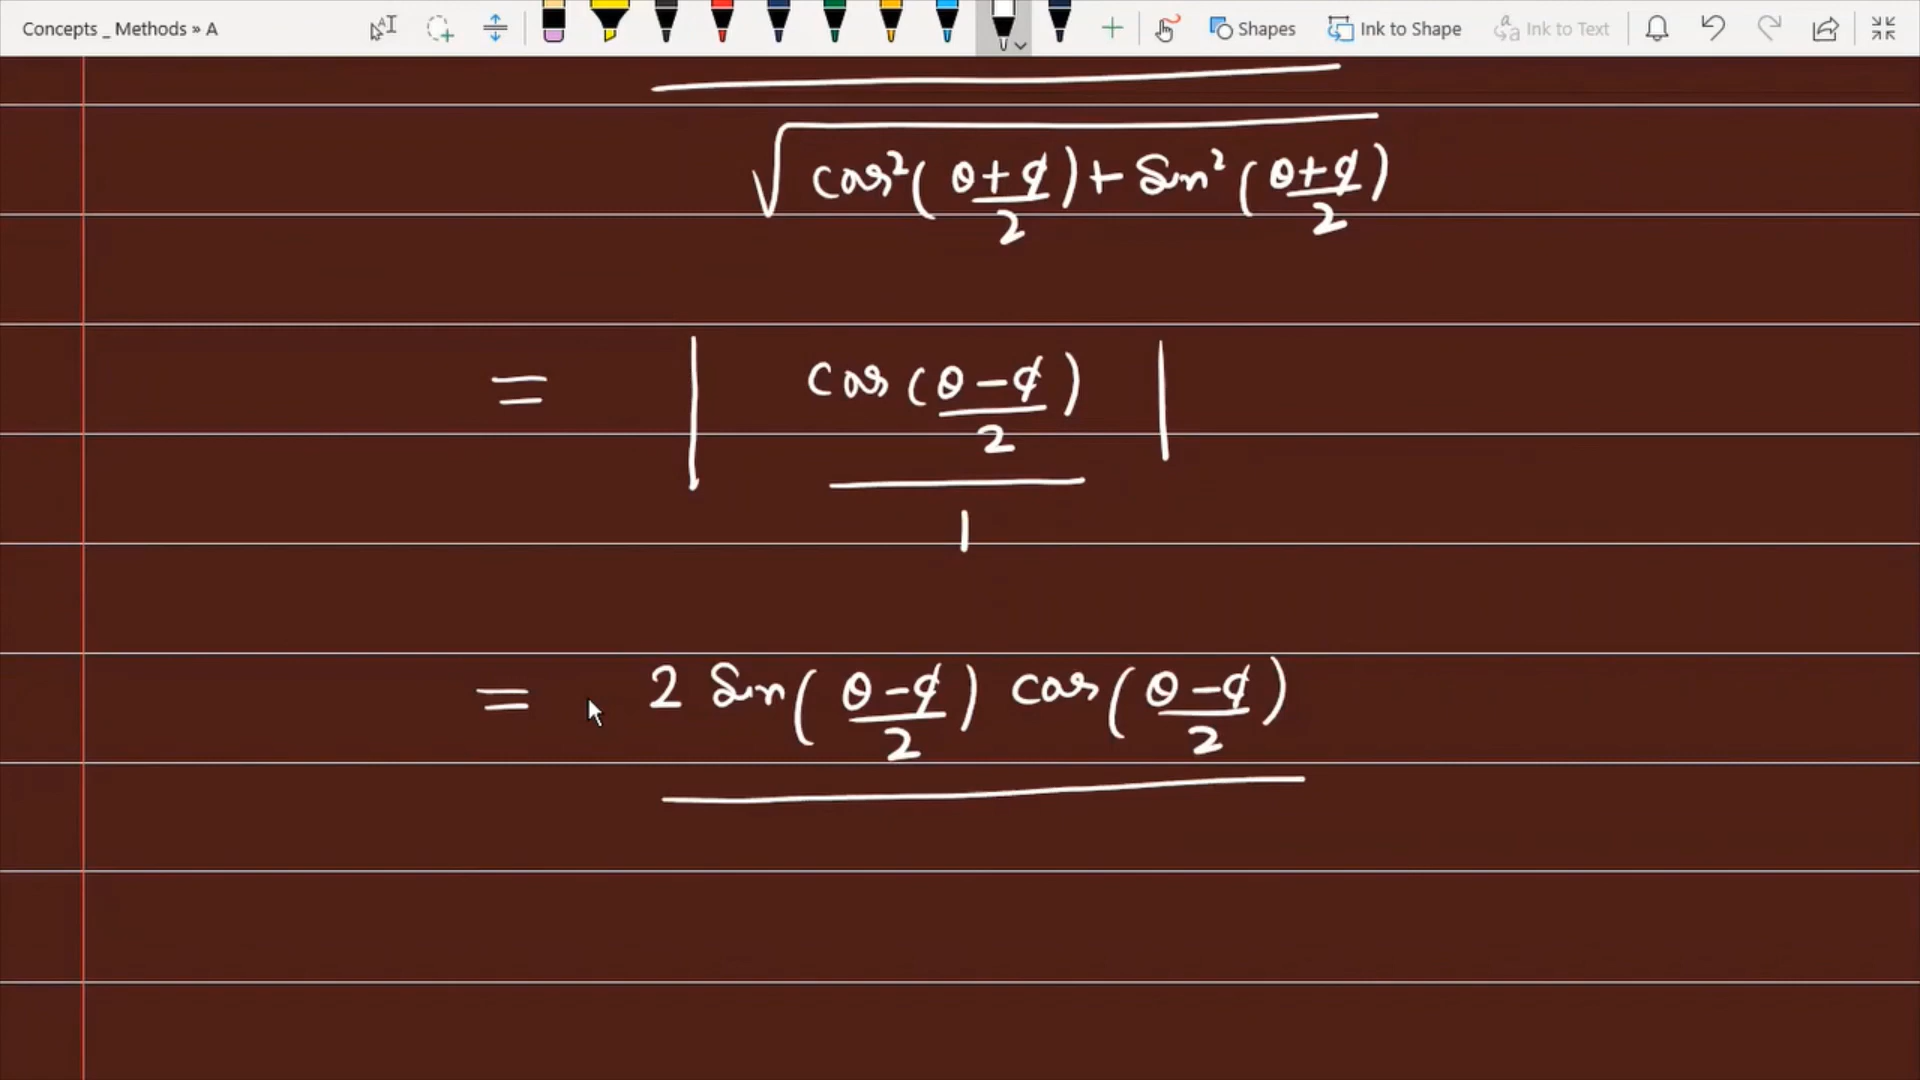 Concepts _ Methods » A
Shapes
Ink to Shape
Ink to Text
√ cos²(θ+φ/2) + sin²(θ+φ/2)
= | cos(θ-φ/2) / 1 |
= 2 sin(θ-φ/2) cos(θ-φ/2)